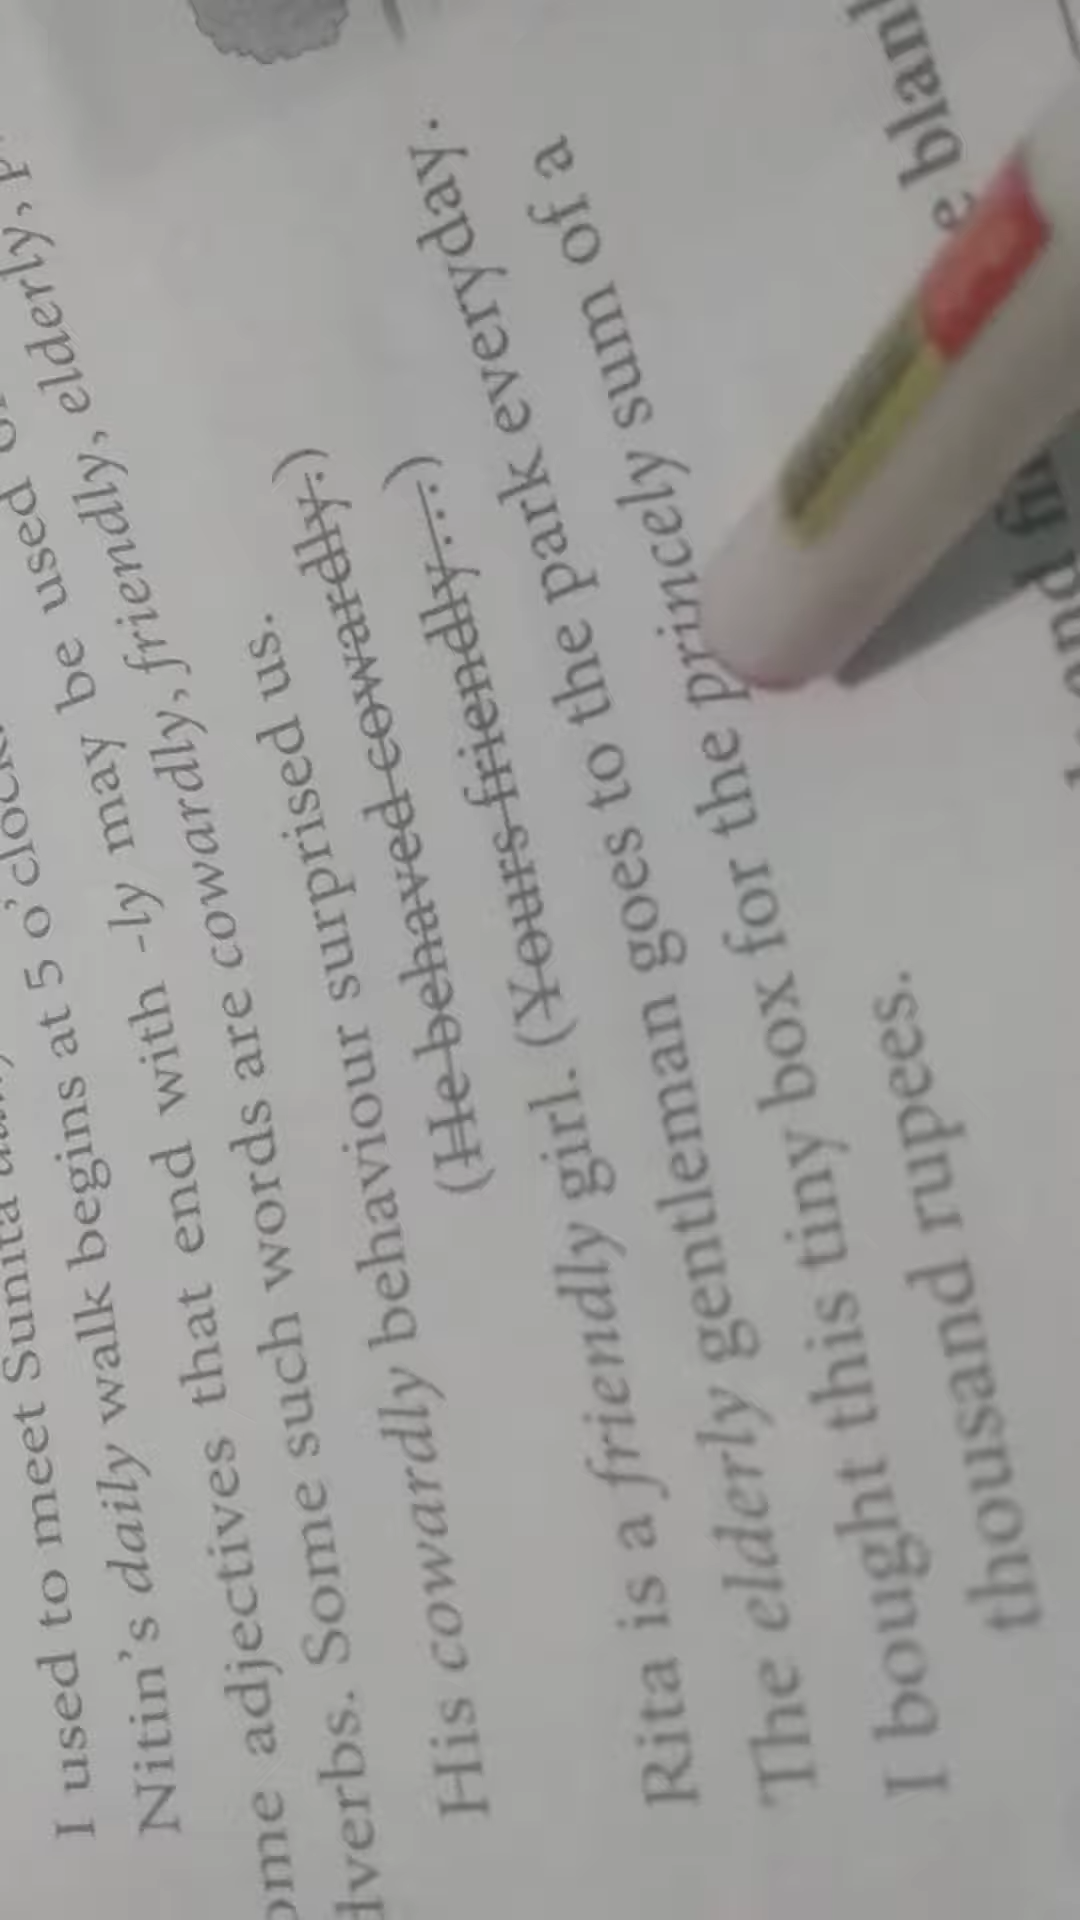 I used to meet Sunita
Nitin's daily walk begins at 5 o'clock.
adjectives that end with -ly may be used
Some such words are cowardly, friendly, elderly,
His cowardly behaviour surprised us.
(He behaved cowardly.)
Rita is a friendly girl. (Yours friendly....)
The elderly gentleman goes to the park everyday.
I bought this tiny box for the princely sum of a
thousand rupees.